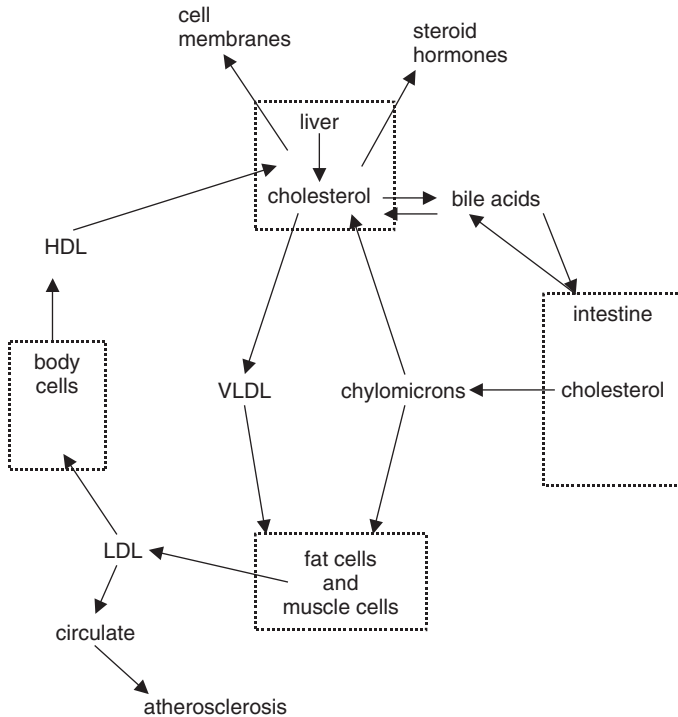 cell
membranes
steroid
hormones
liver
cholesterol
bile acids
HDL
intestine
body
cells
VLDL
chylomicrons
cholesterol
LDL
fat cells
and
muscle cells
circulate
atherosclerosis